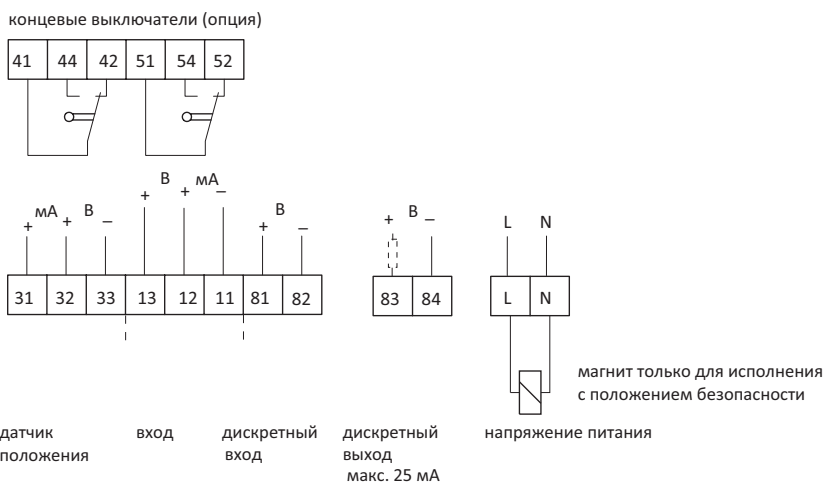 концевые выключатели (опция)
41 44 42 51 54 52
+ мА + В –
+ В + мА –
+ В –
+ В –
L N
31 32 33 13 12 11 81 82
83 84
L N
магнит только для исполнения
с положением безопасности
датчик
положения
вход
дискретный
вход
дискретный
выход
макс. 25 мА
напряжение питания